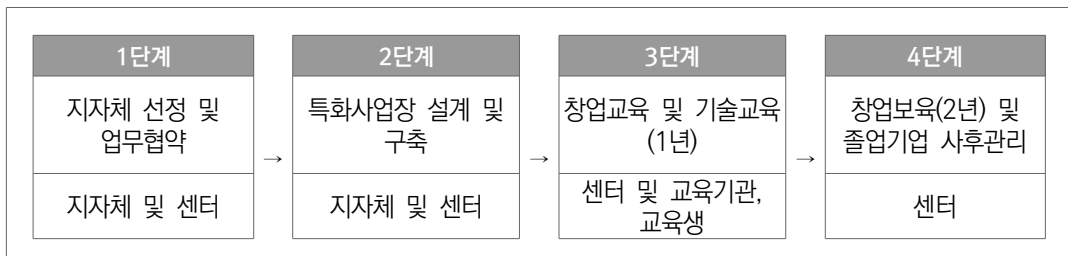 1단계
지자체 선정 및
업무협약
지자체 및 센터
→
2단계
특화사업장 설계 및
구축
지자체 및 센터
→
3단계
창업교육 및 기술교육
(1년)
센터 및 교육기관,
교육생
→
4단계
창업보육(2년) 및
졸업기업 사후관리
센터